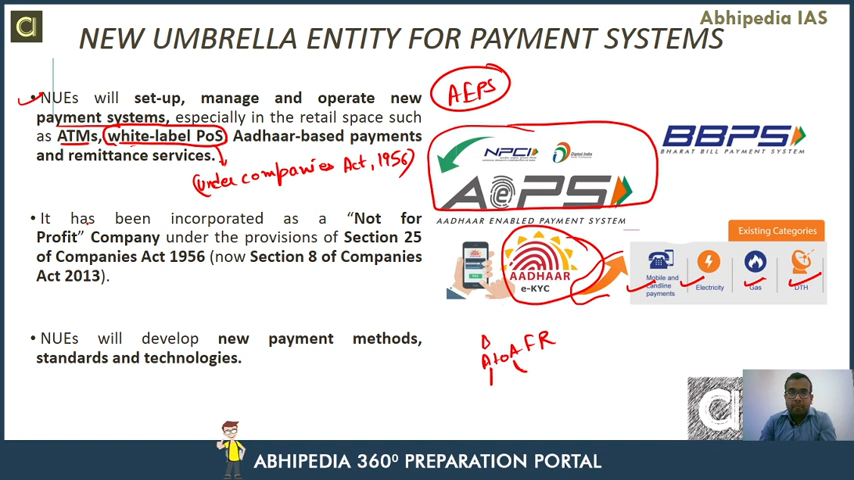 Abhipedia IAS
NEW UMBRELLA ENTITY FOR PAYMENT SYSTEMS
• NUEs will set-up, manage and operate new
payment systems, especially in the retail space such
as ATMs, white-label PoS Aadhaar-based payments
and remittance services.
(under companies Act, 1956)
• It has been incorporated as a “Not for
Profit” Company under the provisions of Section 25
of Companies Act 1956 (now Section 8 of Companies
Act 2013).
• NUEs will develop new payment methods,
standards and technologies.
AEPS
NPCI
Digital India
AePS
AADHAAR ENABLED PAYMENT SYSTEM
BBPS
BHARAT BILL PAYMENT SYSTEM
AADHAAR
e-KYC
Existing Categories
Mobile and
Landline
payments
Electricity
Gas
DTH
AtoA FR
ABHIPEDIA 360⁰ PREPARATION PORTAL